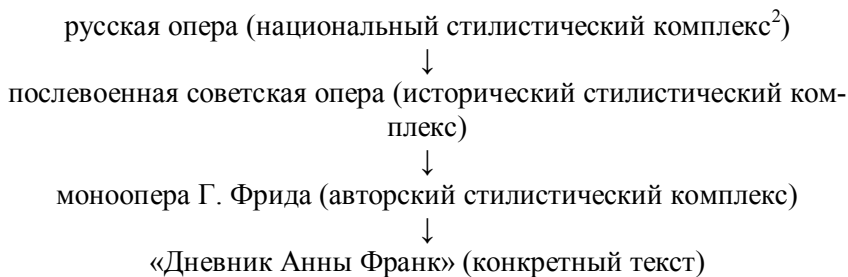 русская опера (национальный стилистический комплекс²)
↓
послевоенная советская опера (исторический стилистический ком-
плекс)
↓
моноопера Г. Фрида (авторский стилистический комплекс)
↓
«Дневник Анны Франк» (конкретный текст)